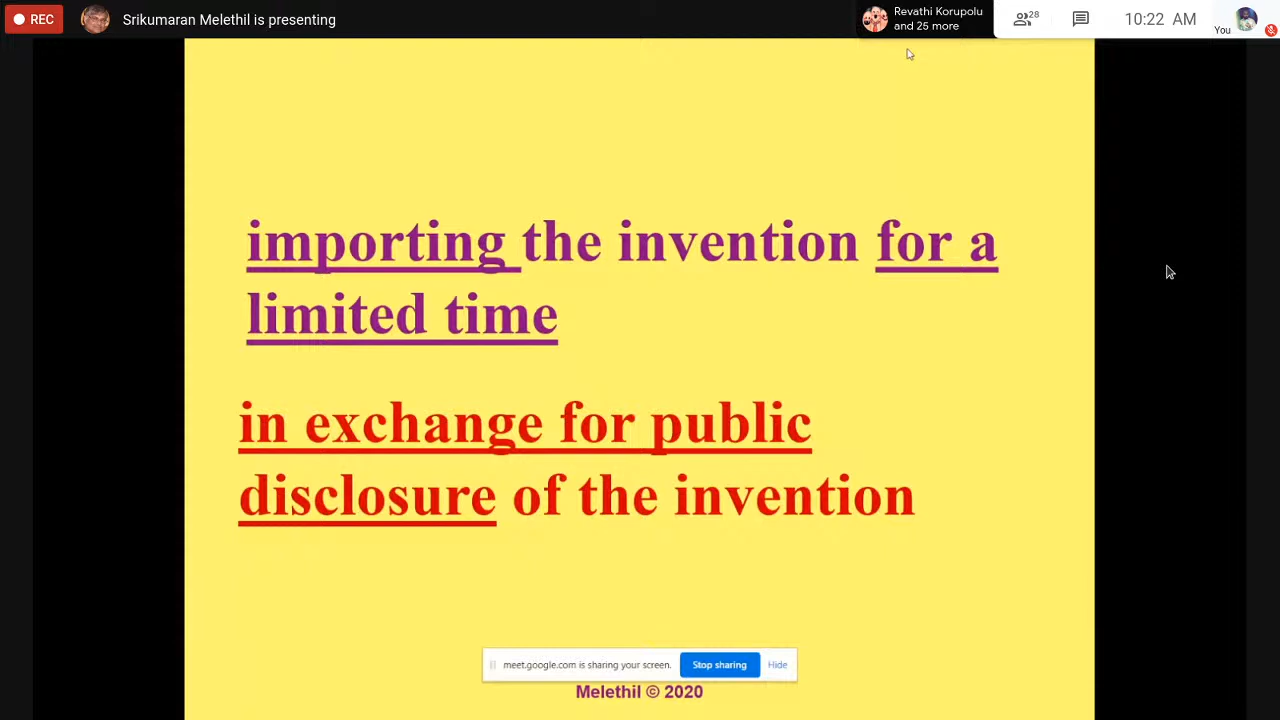 REC
Srikumaran Melethil is presenting
Revathi Korupolu
and 25 more
28
10:22 AM
You
importing the invention for a
limited time
in exchange for public
disclosure of the invention
meet.google.com is sharing your screen.
Stop sharing
Hide
Melethil © 2020